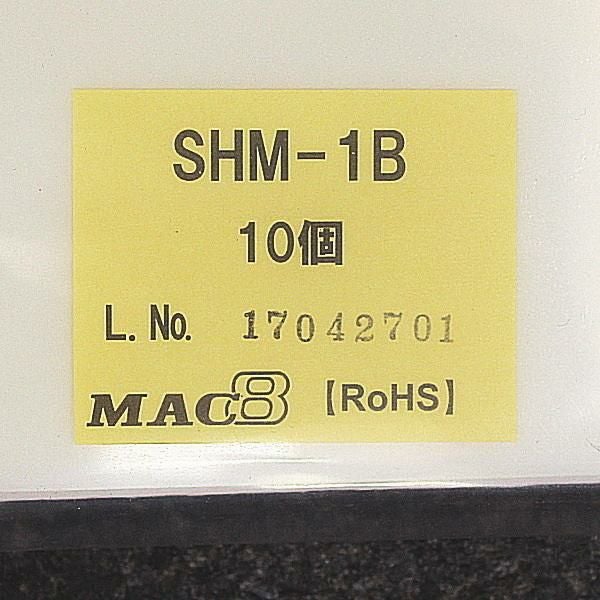 SHM-1B
10個
L.No. 17042701
MAC8 【RoHS】